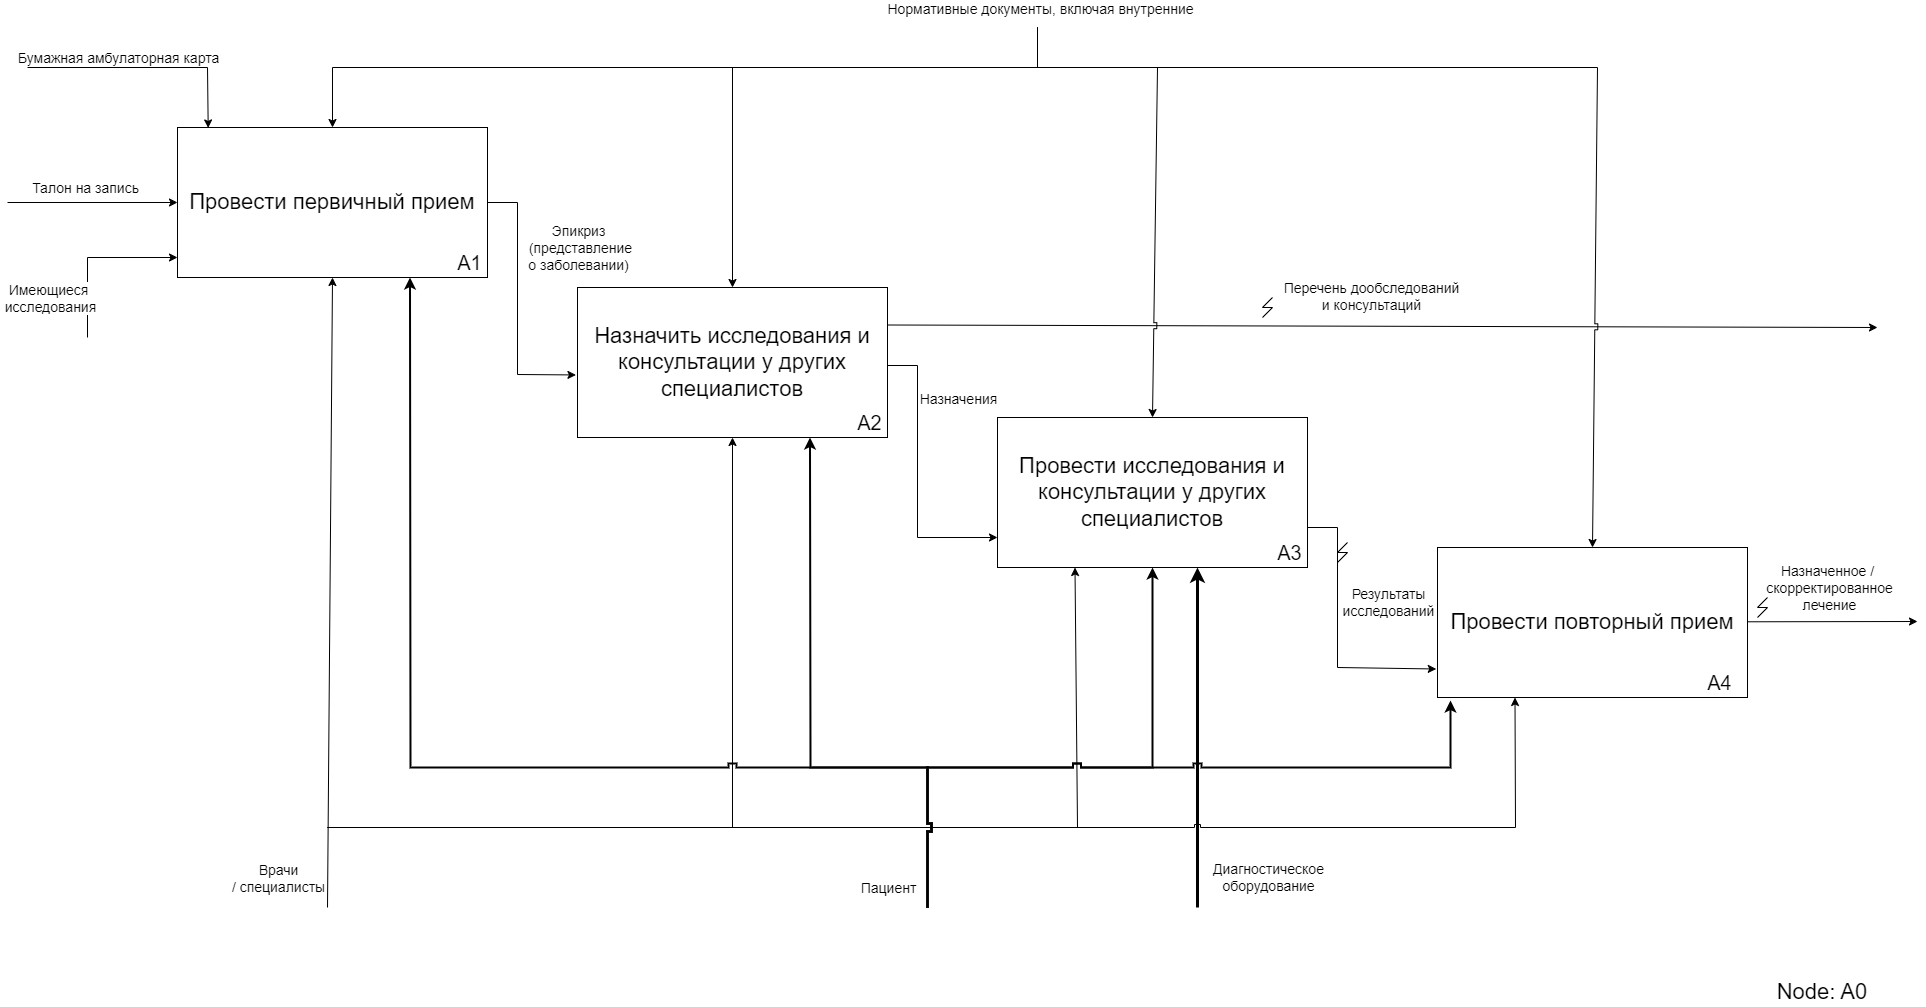 Нормативные документы, включая внутренние
Бумажная амбулаторная карта
Талон на запись
Провести первичный прием
A1
Имеющиеся
исследования
Эпикриз
(представление
о заболевании)
Назначить исследования и
консультации у других
специалистов
A2
Перечень дообследований
и консультаций
Назначения
Провести исследования и
консультации у других
специалистов
A3
Результаты
исследований
Провести повторный прием
A4
Назначенное /
скорректированное
лечение
Врачи
/ специалисты
Пациент
Диагностическое
оборудование
Node: A0